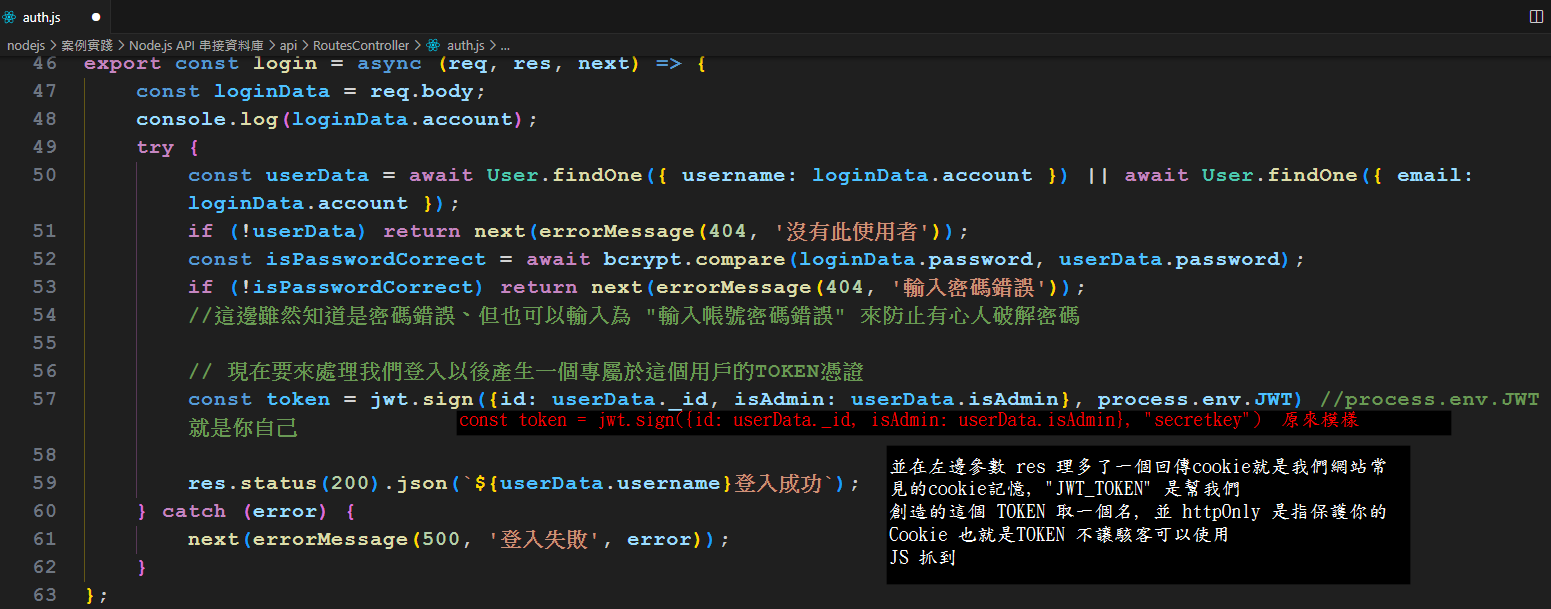 auth.js
nodejs > 案例實踐 > Node.js API 串接資料庫 > api > RoutesController > auth.js > ...
46 export const login = async (req, res, next) => {
47 const loginData = req.body;
48 console.log(loginData.account);
49 try {
50 const userData = await User.findOne({ username: loginData.account }) || await User.findOne({ email:
loginData.account });
51 if (!userData) return next(errorMessage(404, '沒有此使用者'));
52 const isPasswordCorrect = await bcrypt.compare(loginData.password, userData.password);
53 if (!isPasswordCorrect) return next(errorMessage(404, '輸入密碼錯誤'));
54 //這邊雖然知道是密碼錯誤、但也可以輸入為 "輸入帳號密碼錯誤" 來防止有心人破解密碼
55
56 // 現在要來處理我們登入以後產生一個專屬於這個用戶的TOKEN憑證
57 const token = jwt.sign({id: userData._id, isAdmin: userData.isAdmin}, process.env.JWT) //process.env.JWT
就是你自己
const token = jwt.sign({id: userData._id, isAdmin: userData.isAdmin}, "secretkey") 原來模樣
58
59 res.status(200).json(`${userData.username}登入成功`);
60 } catch (error) {
61 next(errorMessage(500, '登入失敗', error));
62 }
63 };
並在左邊參數 res 理多了一個回傳cookie就是我們網站常
見的cookie記憶, "JWT_TOKEN" 是幫我們
創造的這個 TOKEN 取一個名, 並 httpOnly 是指保護你的
Cookie 也就是TOKEN 不讓駭客可以使用
JS 抓到